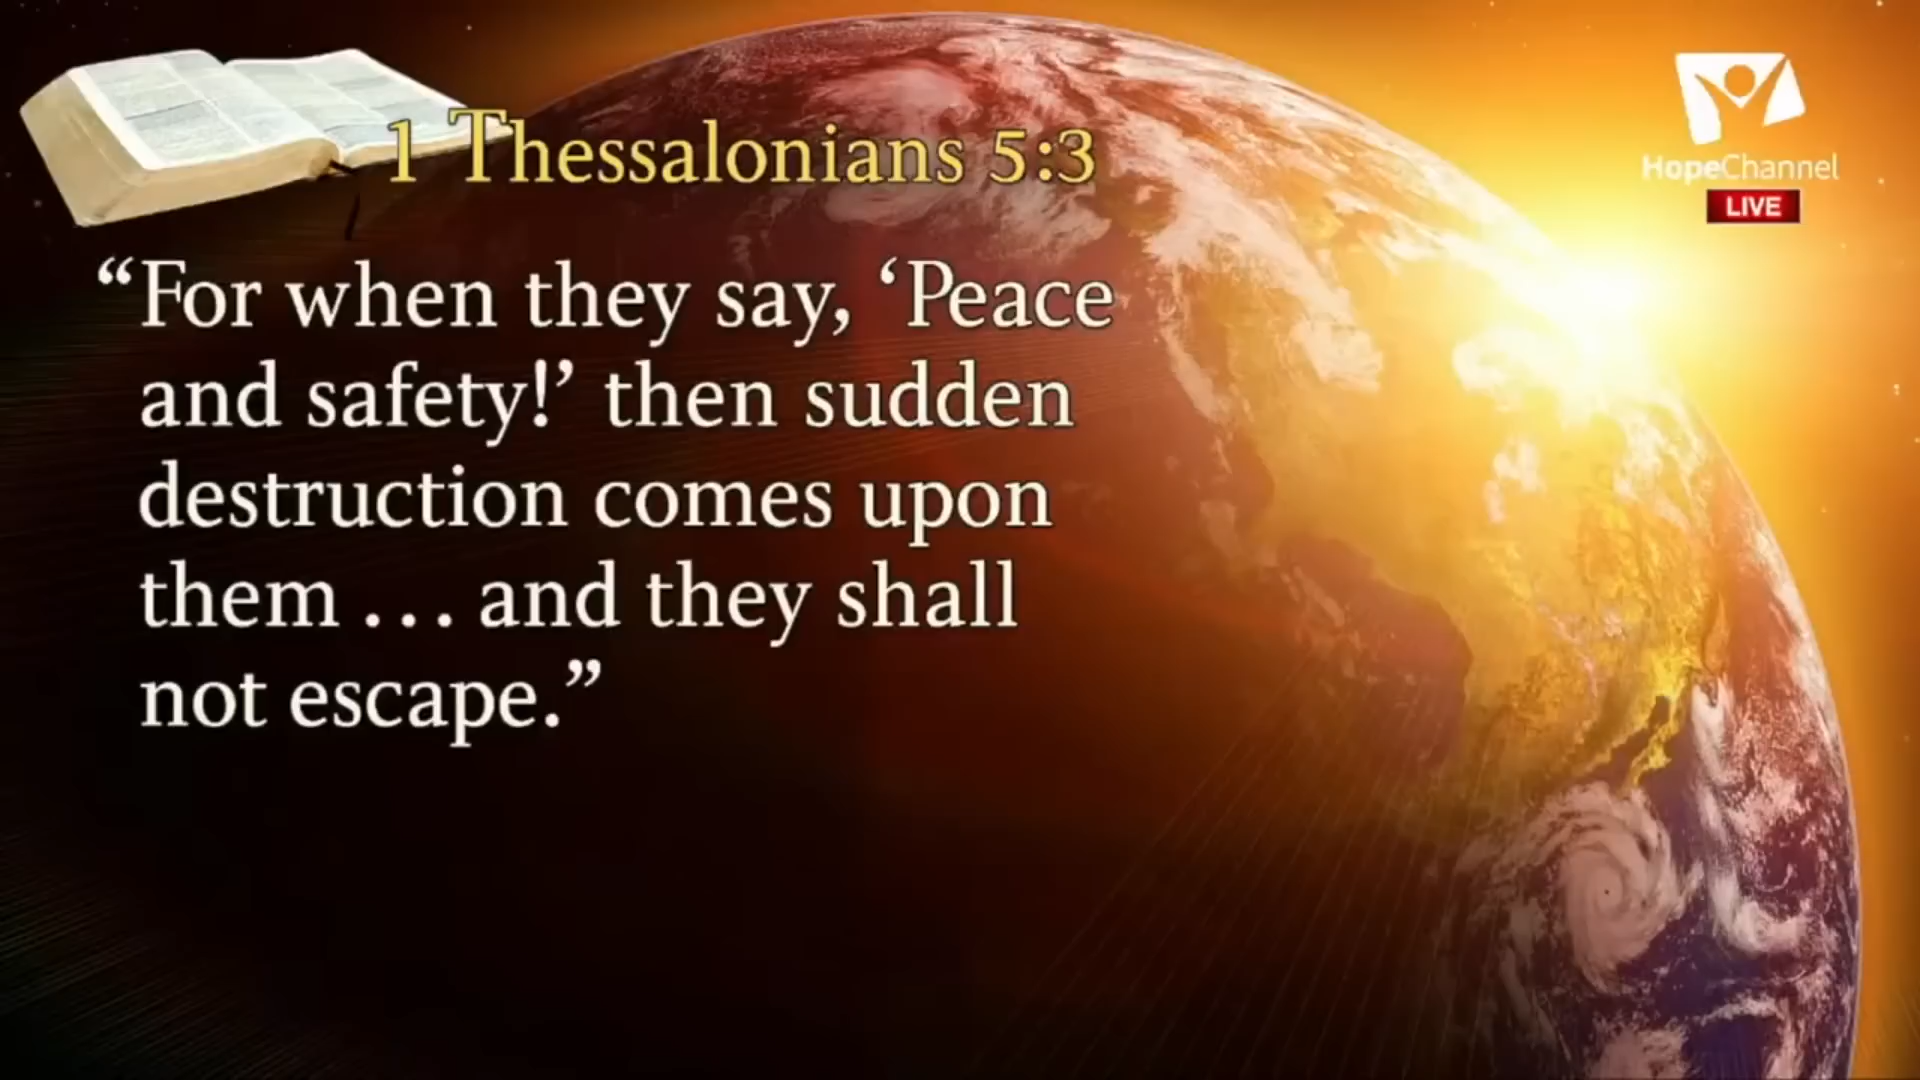 1 Thessalonians 5:3
HopeChannel
LIVE
“For when they say, ‘Peace
and safety!’ then sudden
destruction comes upon
them . . . and they shall
not escape.”